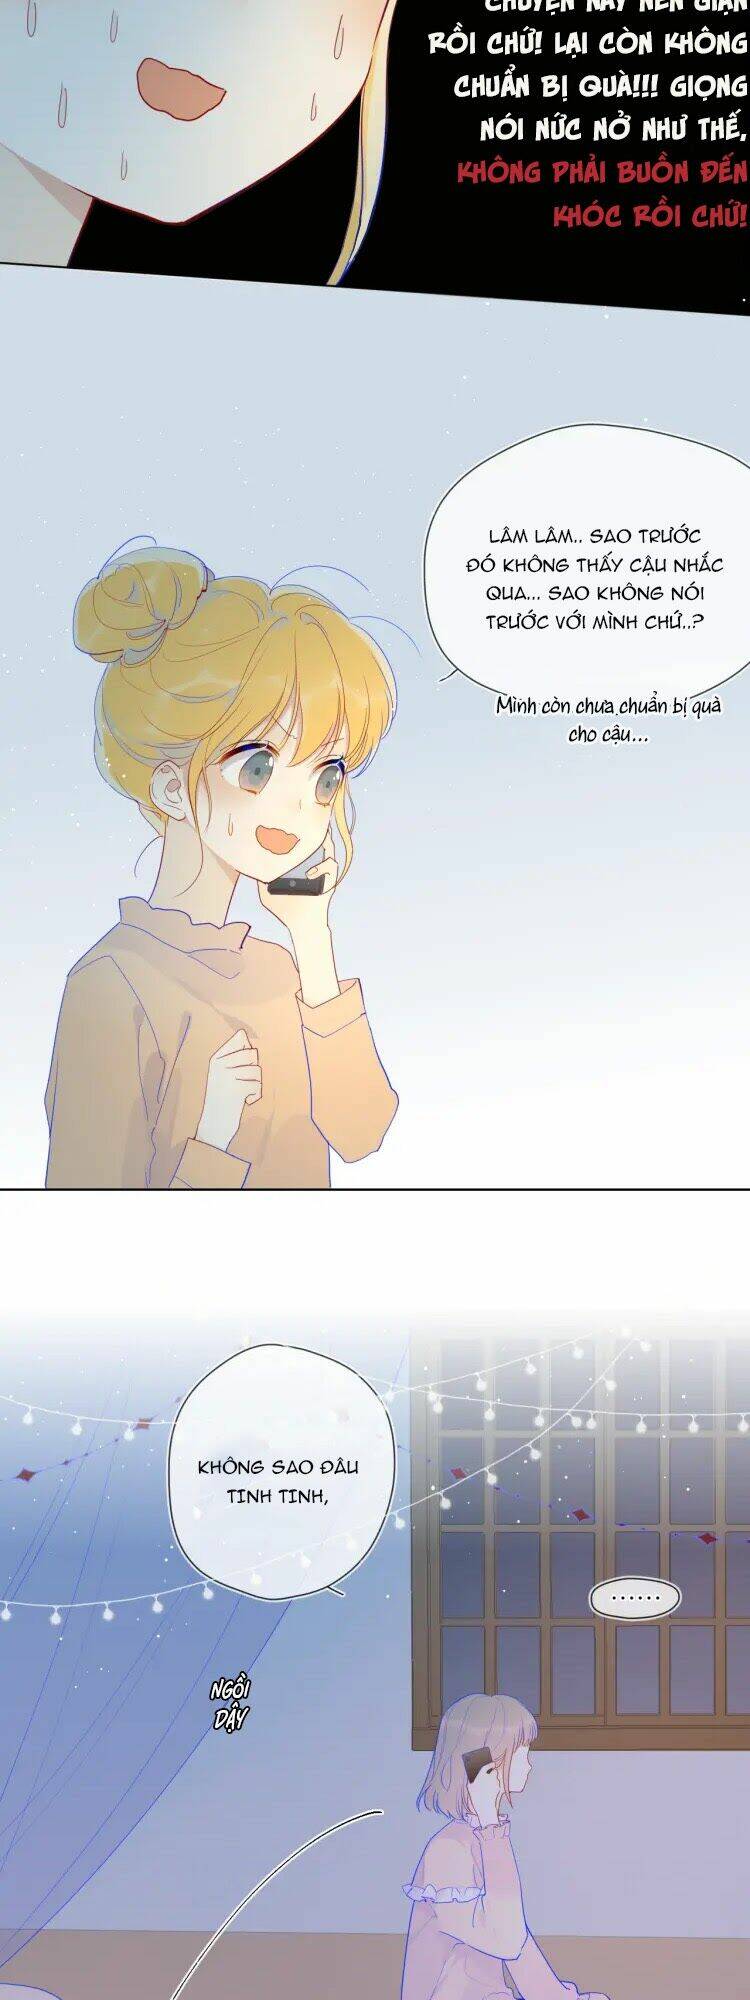 CHUYỆN NÀY NÊN GIẬN
RỒI CHỨ! LẠI CÒN KHÔNG
CHUẨN BỊ QUÀ!!! GIỌNG
NÓI NỨC NỞ NHƯ THẾ,
KHÔNG PHẢI BUỒN ĐẾN
KHÓC RỒI CHỨ!
LÂM LÂM.. SAO TRƯỚC
ĐÓ KHÔNG THẤY CẬU NHẮC
QUA... SAO KHÔNG NÓI
TRƯỚC VỚI MÌNH CHỨ..?
Mình còn chưa chuẩn bị quà
cho cậu...
KHÔNG SAO ĐÂU
TINH TINH,
......
NGỒI
DẬY